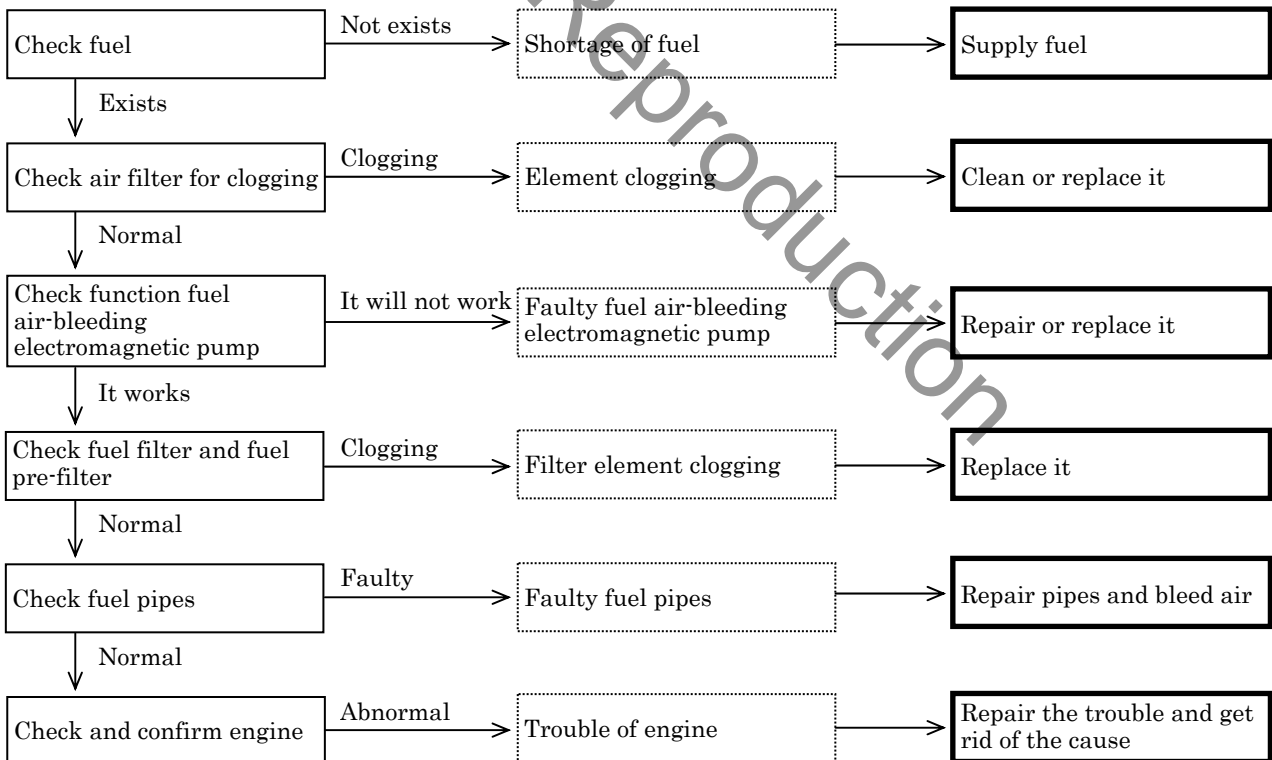 Check fuel
Not exists
Shortage of fuel
Supply fuel
Exists
Check air filter for clogging
Clogging
Element clogging
Clean or replace it
Normal
Check function fuel
air-bleeding
electromagnetic pump
It will not work
Faulty fuel air-bleeding
electromagnetic pump
Repair or replace it
It works
Check fuel filter and fuel
pre-filter
Clogging
Filter element clogging
Replace it
Normal
Check fuel pipes
Faulty
Faulty fuel pipes
Repair pipes and bleed air
Normal
Check and confirm engine
Abnormal
Trouble of engine
Repair the trouble and get
rid of the cause
Reproduction